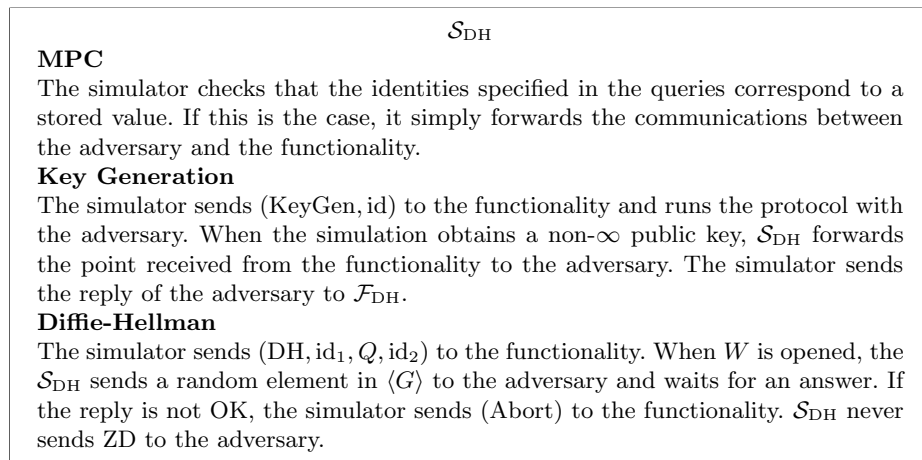 𝒮_DH
MPC
The simulator checks that the identities specified in the queries correspond to a
stored value. If this is the case, it simply forwards the communications between
the adversary and the functionality.
Key Generation
The simulator sends (KeyGen, id) to the functionality and runs the protocol with
the adversary. When the simulation obtains a non-∞ public key, 𝒮_DH forwards
the point received from the functionality to the adversary. The simulator sends
the reply of the adversary to ℱ_DH.
Diffie-Hellman
The simulator sends (DH, id₁, Q, id₂) to the functionality. When W is opened, the
𝒮_DH sends a random element in ⟨G⟩ to the adversary and waits for an answer. If
the reply is not OK, the simulator sends (Abort) to the functionality. 𝒮_DH never
sends ZD to the adversary.